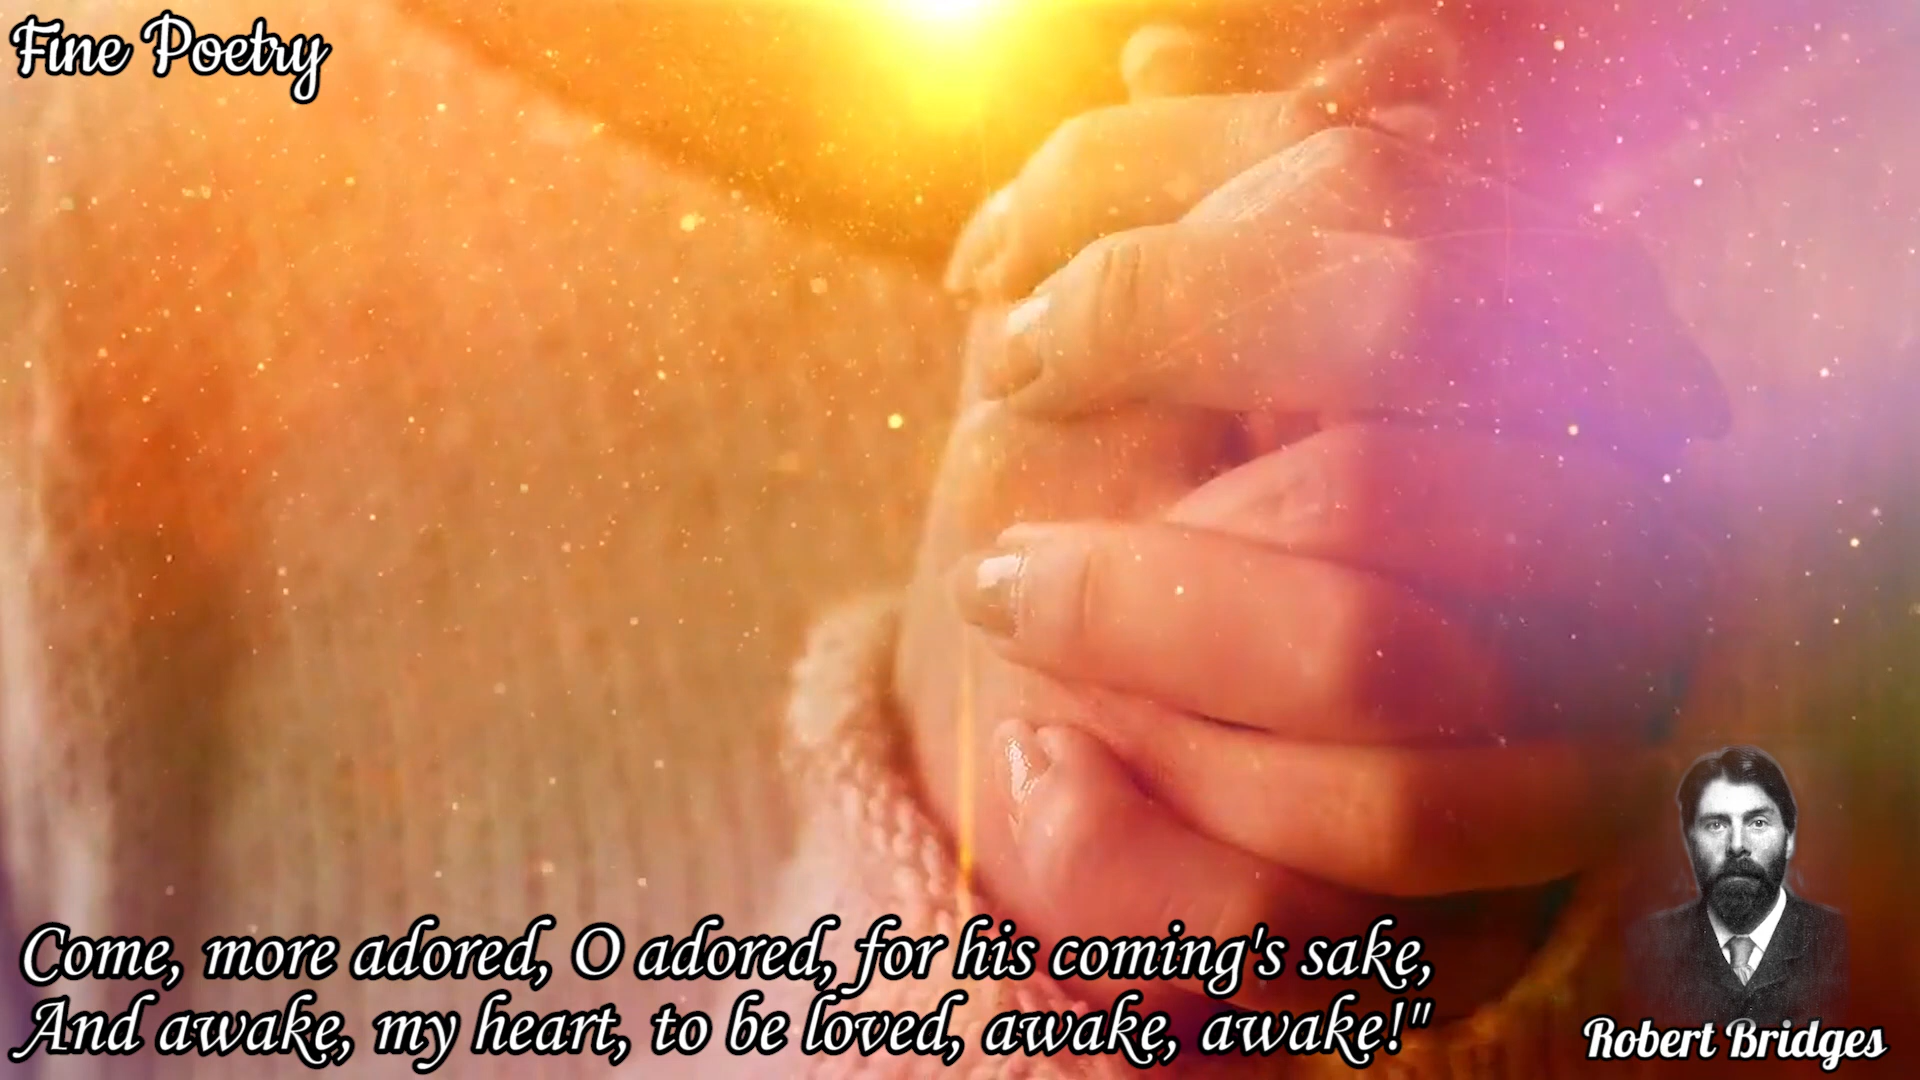 Fine Poetry
Come, more adored, O adored, for his coming's sake,
And awake, my heart, to be loved, awake, awake!"
Robert Bridges